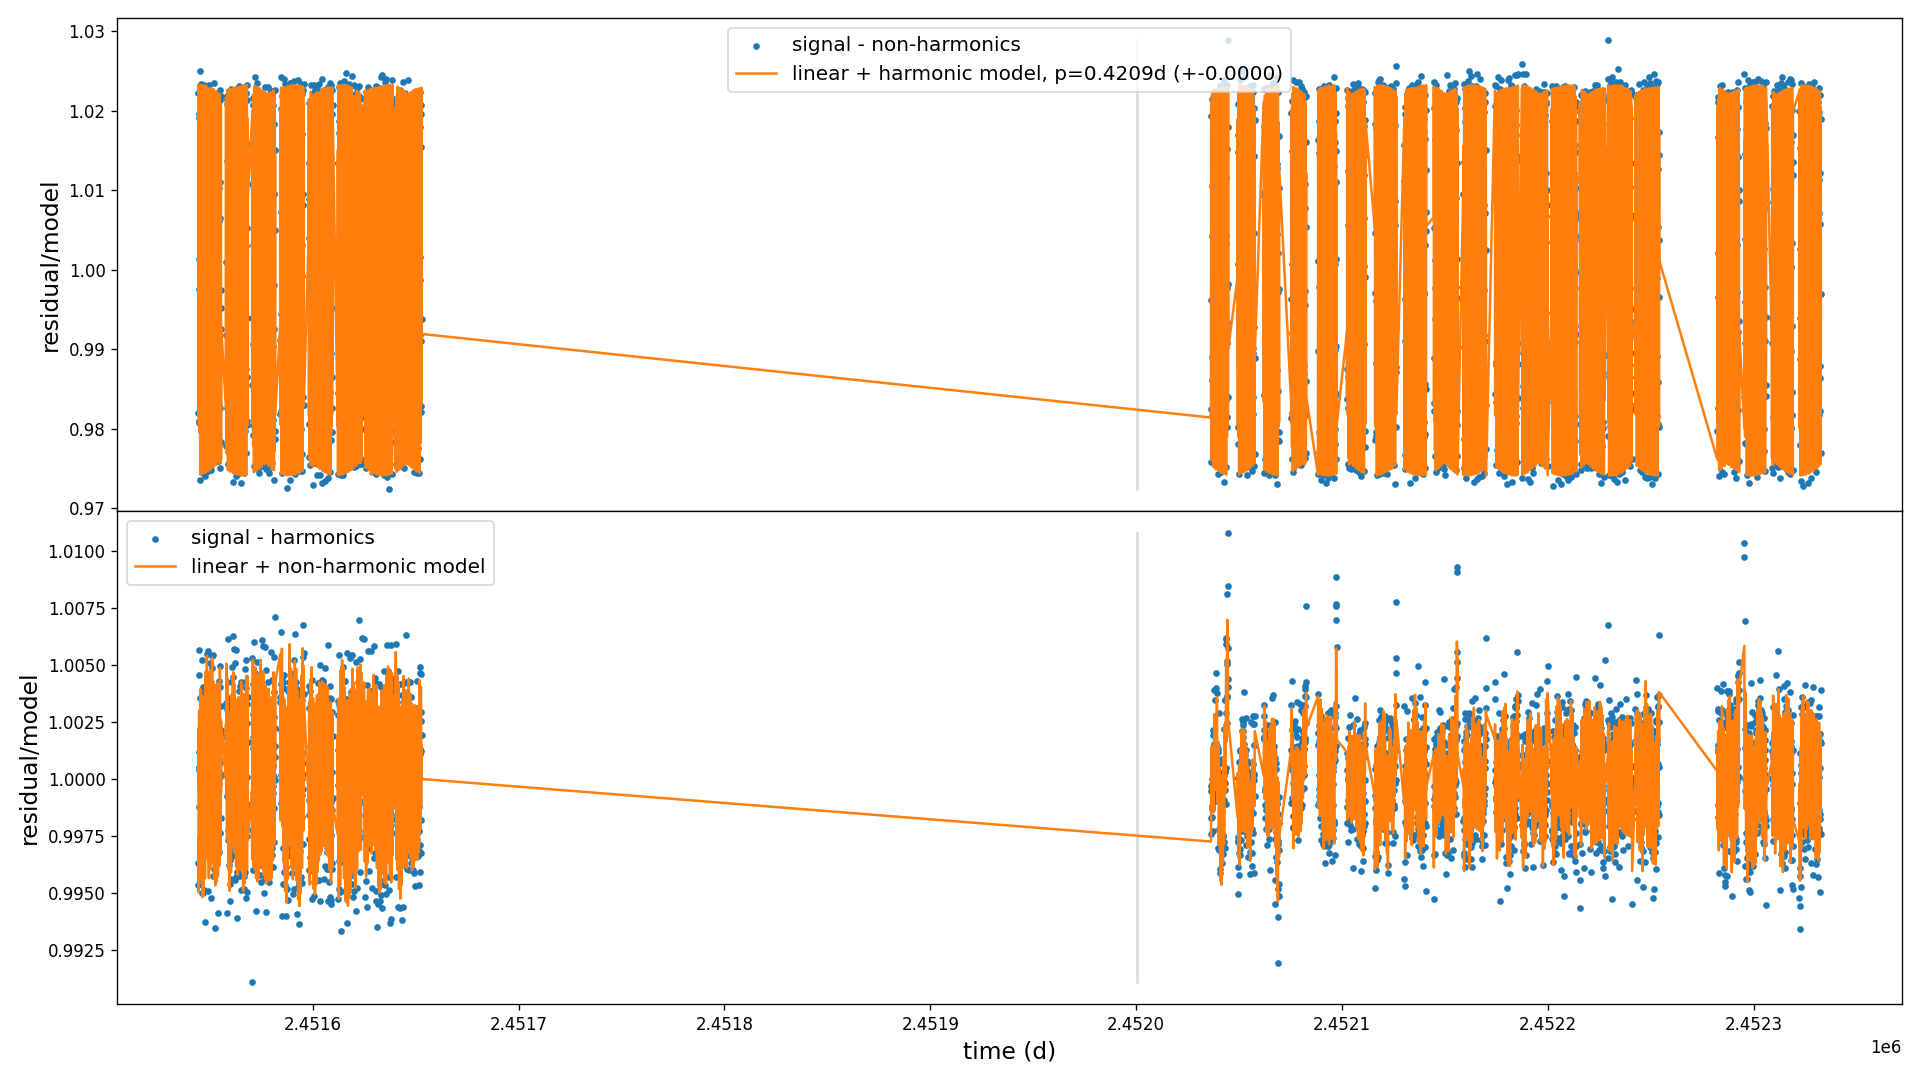 1.03
1.02
1.01
1.00
0.99
0.98
0.97
residual/model
signal - non-harmonics
linear + harmonic model, p=0.4209d (+-0.0000)
1.0100
1.0075
1.0050
1.0025
1.0000
0.9975
0.9950
0.9925
residual/model
signal - harmonics
linear + non-harmonic model
2.4516 2.4517 2.4518 2.4519 2.4520 2.4521 2.4522 2.4523
1e6
time (d)